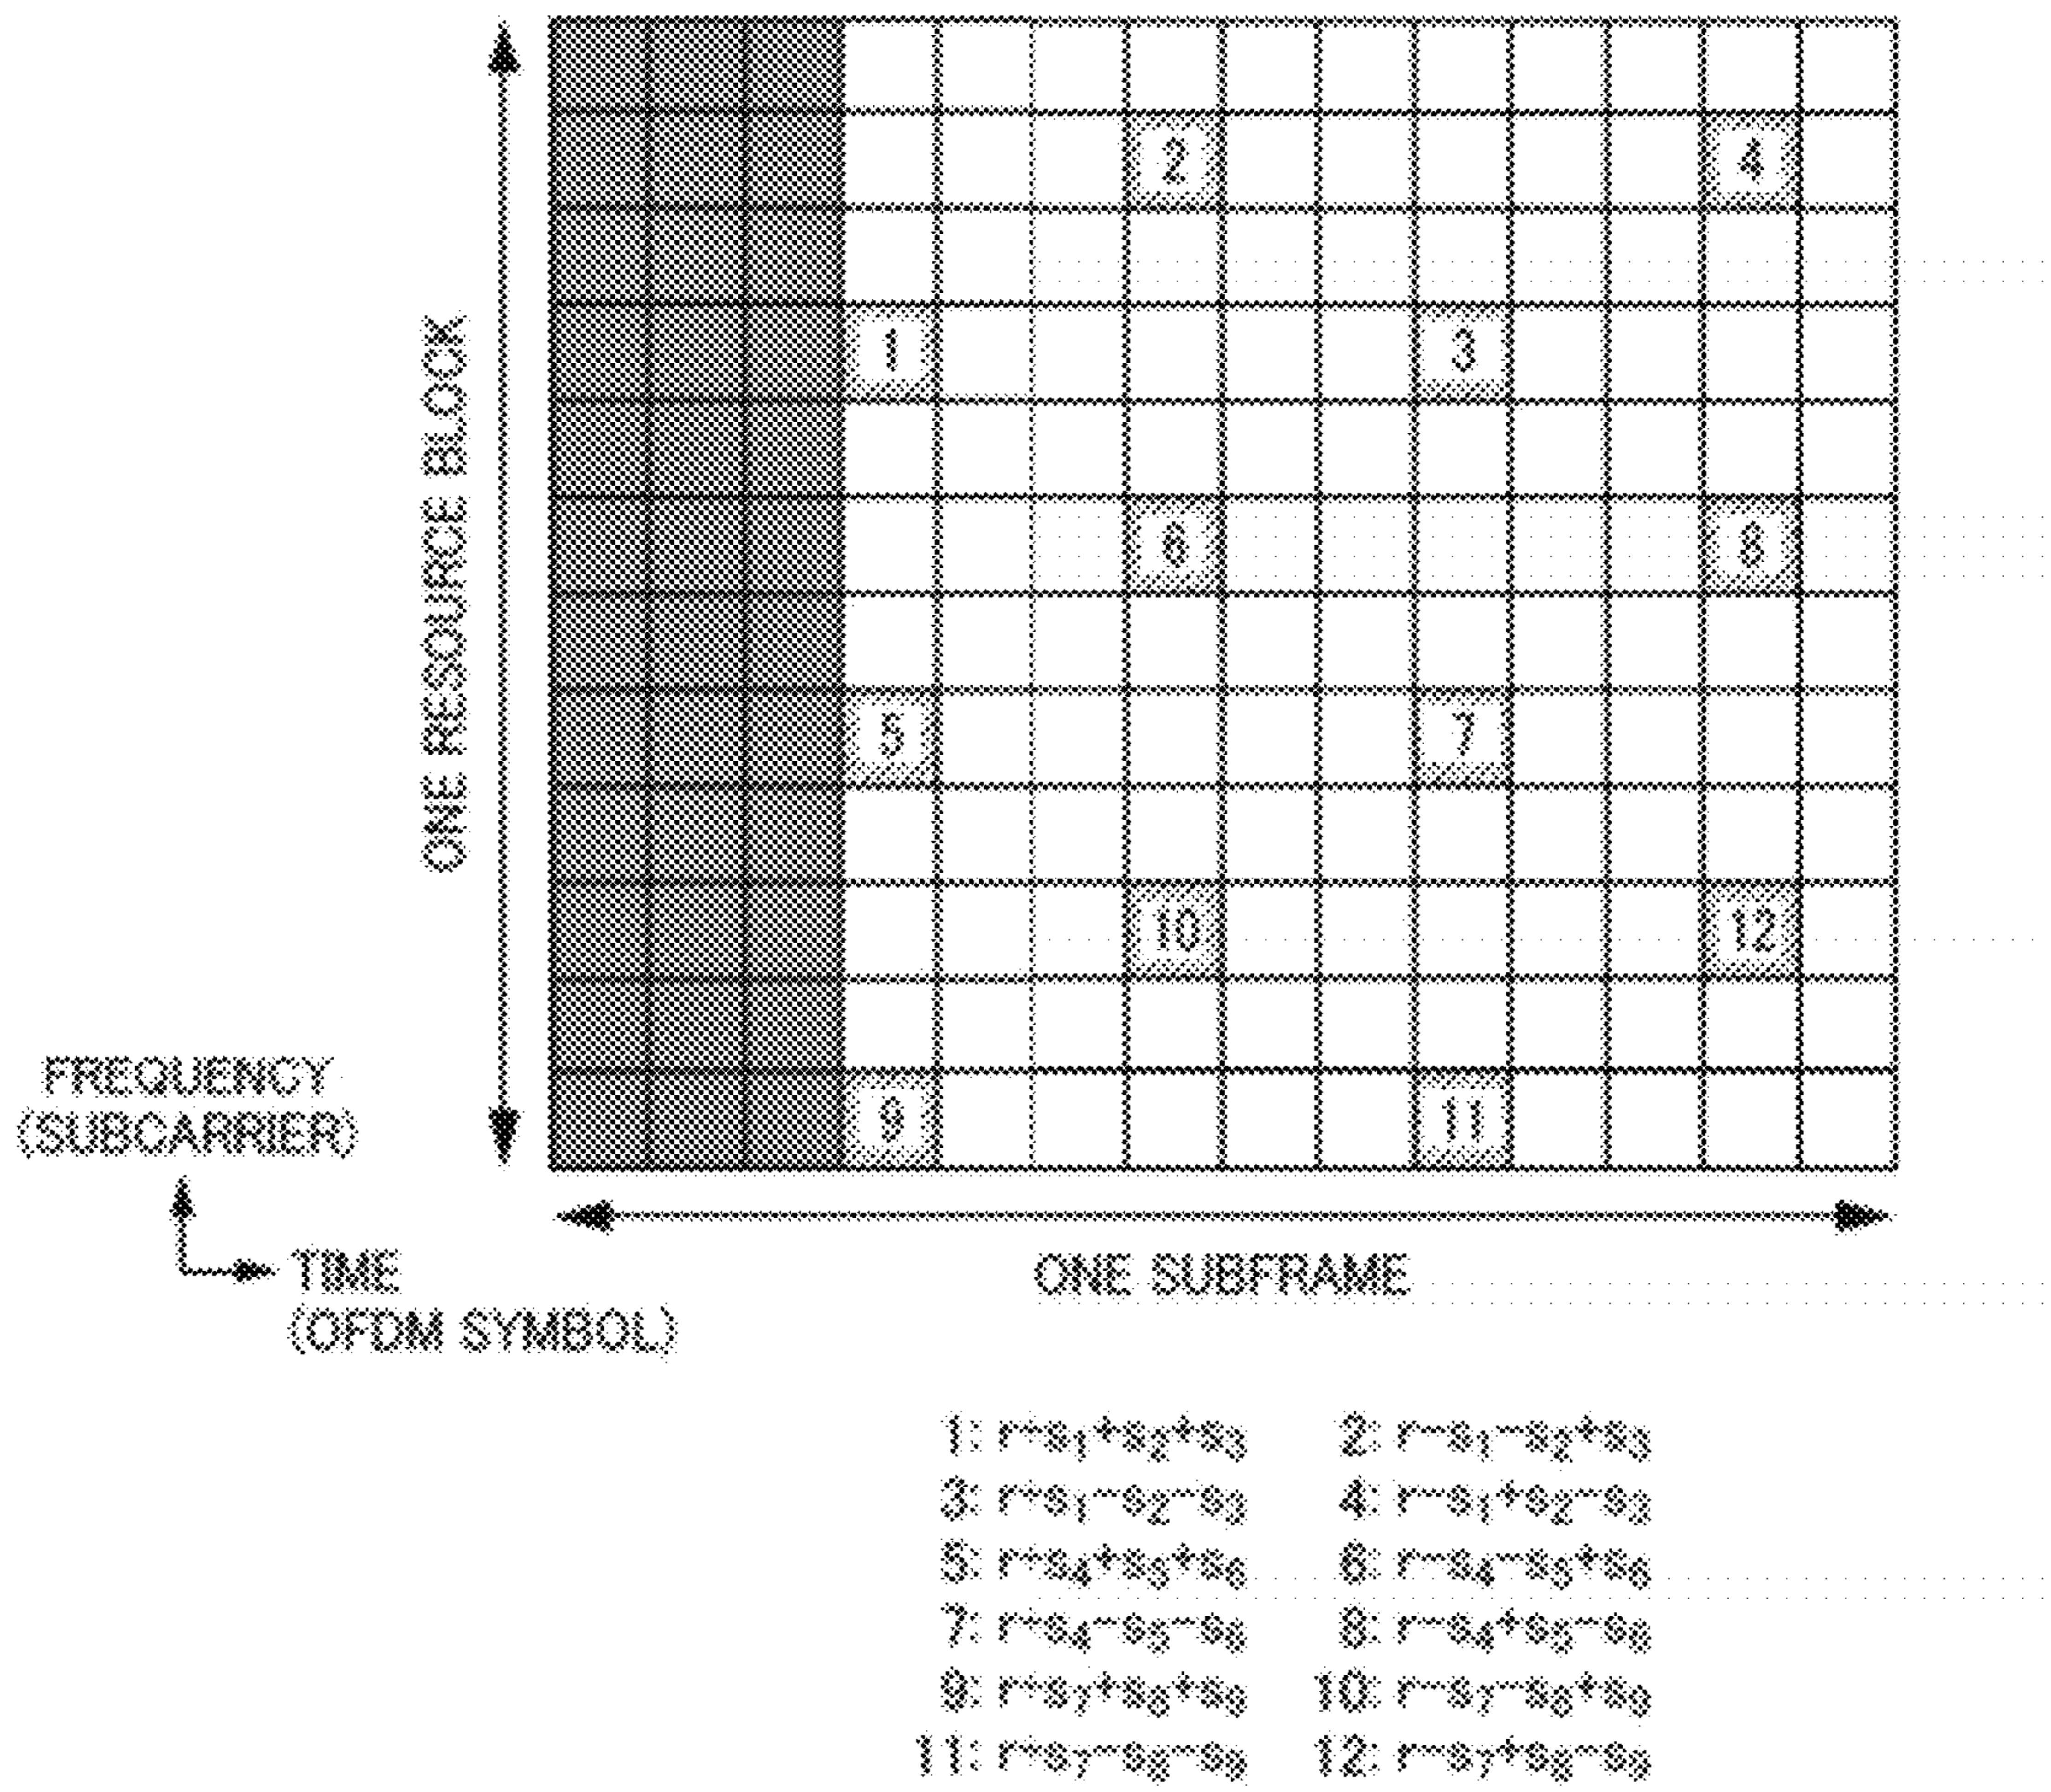 2 4
1 3
ONE RESOURCE BLOCK
6 8
5 7
10 12
9 11
FREQUENCY
(SUBCARRIER)
TIME
(OFDM SYMBOL)
ONE SUBFRAME
1: r+s₁+s₂+s₃ 2: r-s₁-s₂+s₃
3: r+s₁-s₂-s₃ 4: r-s₁+s₂-s₃
5: r+s₄+s₅+s₆ 6: r-s₄-s₅+s₆
7: r+s₄-s₅-s₆ 8: r-s₄+s₅-s₆
9: r+s₇+s₈+s₉ 10: r-s₇-s₈+s₉
11: r+s₇-s₈-s₉ 12: r-s₇+s₈-s₉